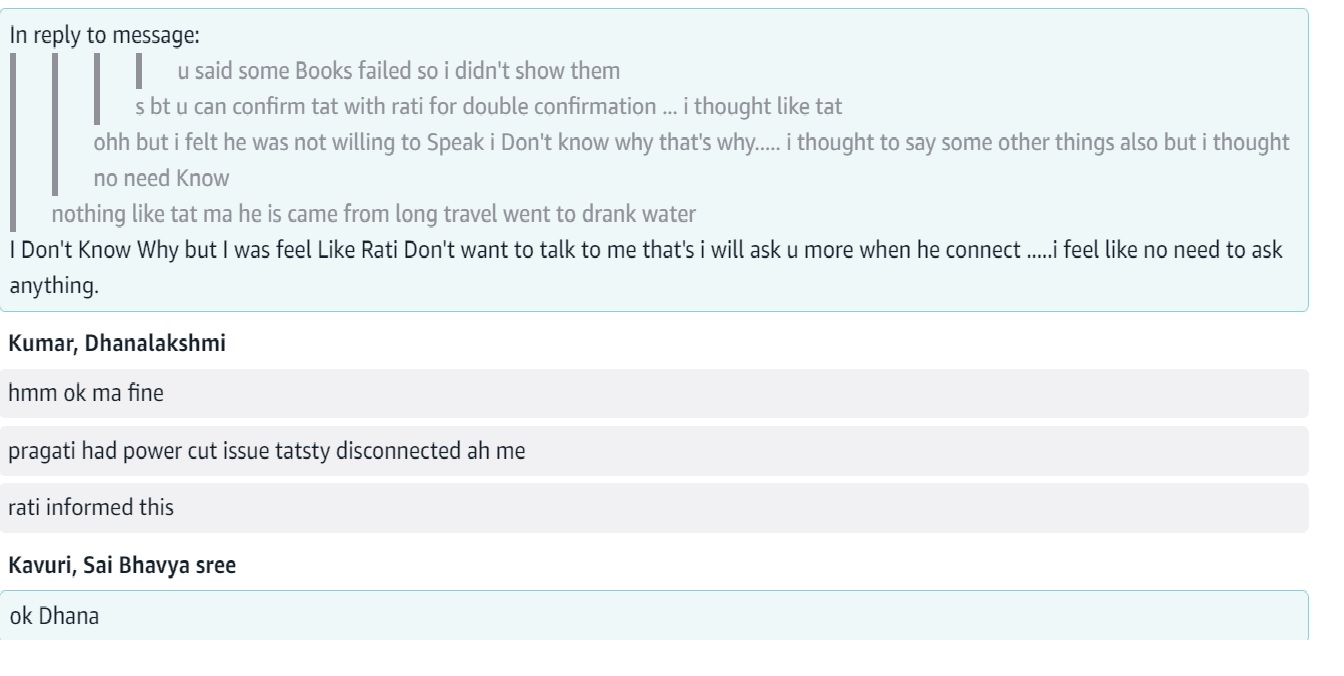 In reply to message:
u said some Books failed so i didn't show them
s bt u can confirm tat with rati for double confirmation ... i thought like tat
ohh but i felt he was not willing to Speak i Don't know why that's why..... i thought to say some other things also but i thought
no need Know
nothing like tat ma he is came from long travel went to drank water
I Don't Know Why but I was feel Like Rati Don't want to talk to me that's i will ask u more when he connect .....i feel like no need to ask
anything.
Kumar, Dhanalakshmi
hmm ok ma fine
pragati had power cut issue tatsty disconnected ah me
rati informed this
Kavuri, Sai Bhavya sree
ok Dhana